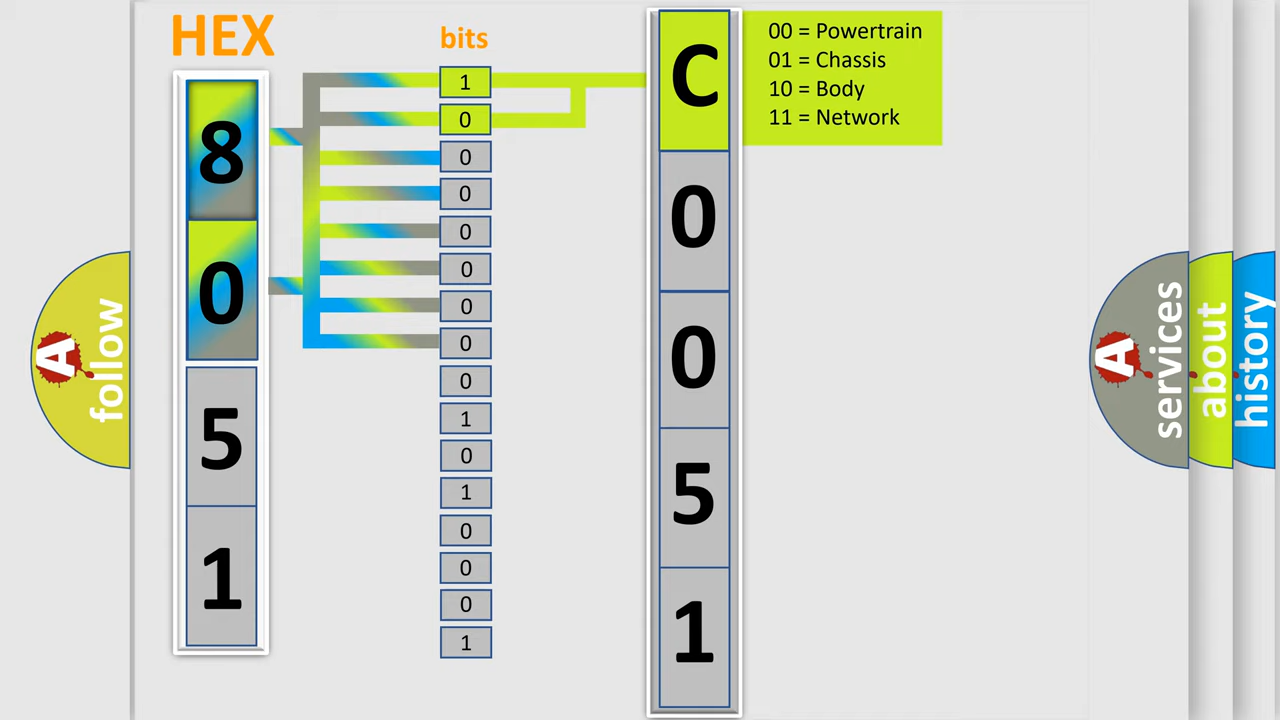 HEX
8
0
5
1
bits
1
0
0
0
0
0
0
0
0
1
0
1
0
0
0
1
C
0
0
5
1
00 = Powertrain
01 = Chassis
10 = Body
11 = Network
A
follow
A
services
about
history